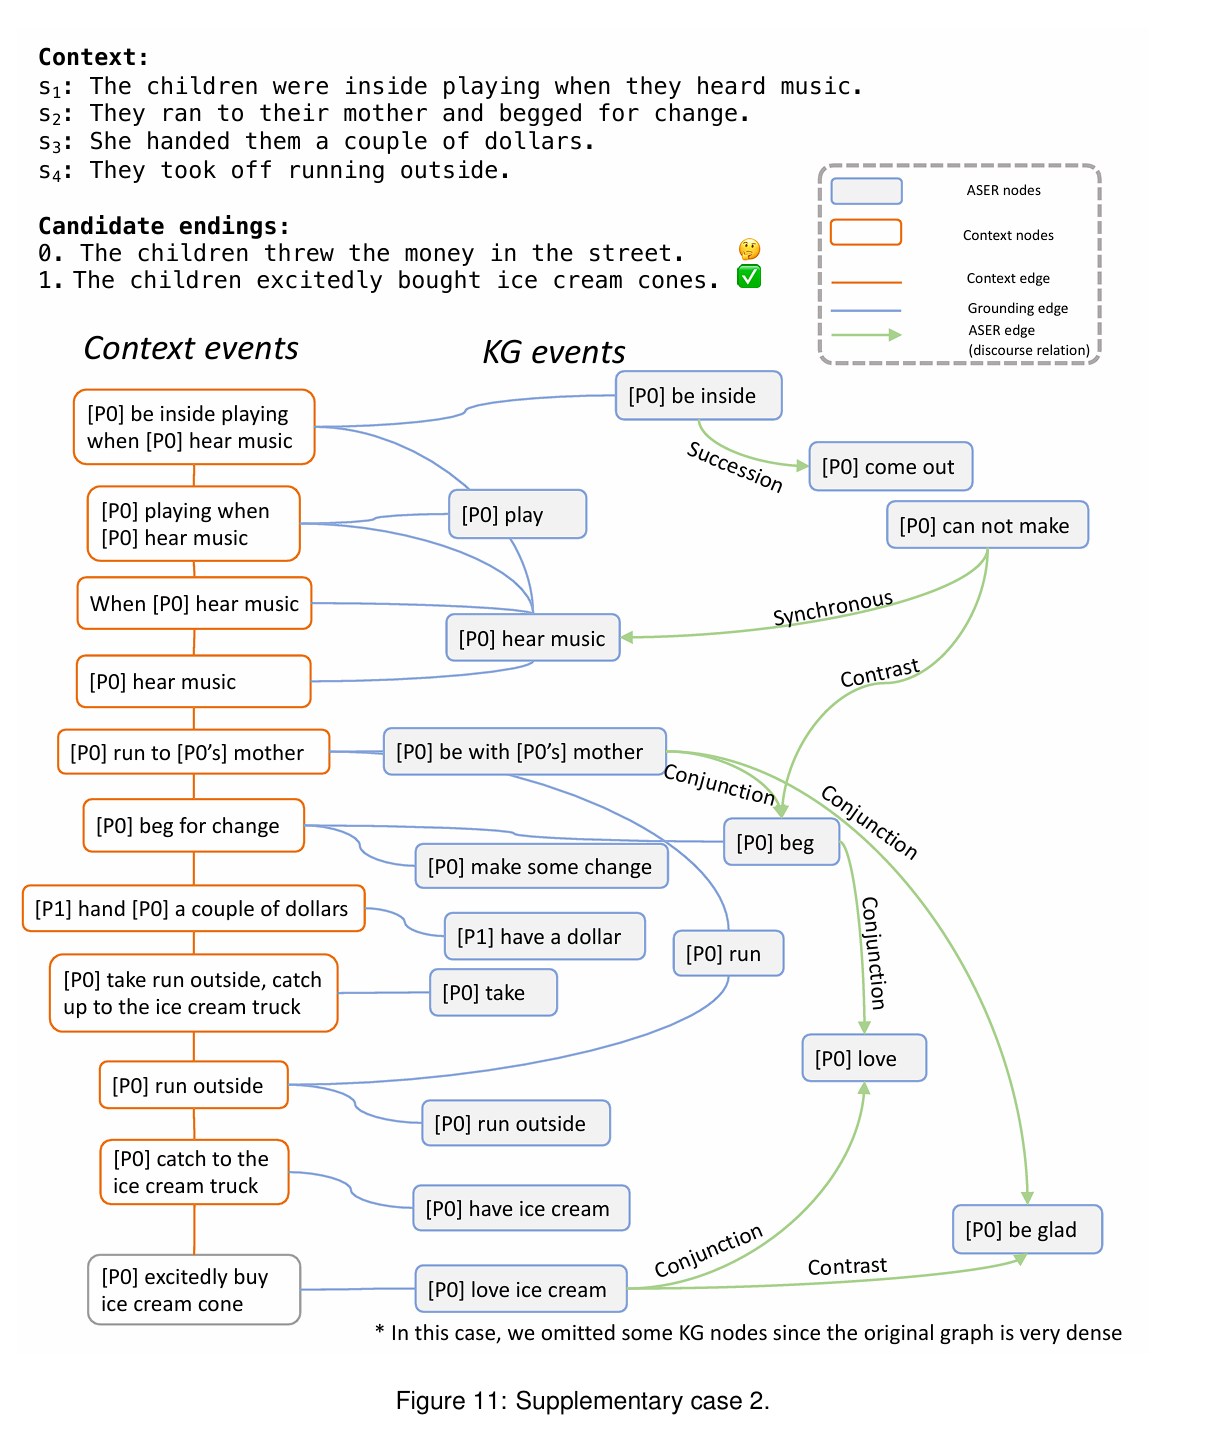 Context:
s₁: The children were inside playing when they heard music.
s₂: They ran to their mother and begged for change.
s₃: She handed them a couple of dollars.
s₄: They took off running outside.
Candidate endings:
0. The children threw the money in the street. 🤔
1. The children excitedly bought ice cream cones. ✅
ASER nodes
Context nodes
Context edge
Grounding edge
ASER edge
(discourse relation)
Context events
KG events
[P0] be inside playing
when [P0] hear music
[P0] be inside
Succession
[P0] come out
[P0] playing when
[P0] hear music
[P0] play
[P0] can not make
When [P0] hear music
Synchronous
[P0] hear music
[P0] hear music
Contrast
[P0] run to [P0's] mother
[P0] be with [P0's] mother
Conjunction
Conjunction
[P0] beg for change
[P0] beg
[P0] make some change
[P1] hand [P0] a couple of dollars
[P1] have a dollar
Conjunction
[P0] run
[P0] take run outside, catch
up to the ice cream truck
[P0] take
[P0] love
[P0] run outside
[P0] run outside
[P0] catch to the
ice cream truck
[P0] have ice cream
[P0] be glad
Conjunction
Contrast
[P0] excitedly buy
ice cream cone
[P0] love ice cream
* In this case, we omitted some KG nodes since the original graph is very dense
Figure 11: Supplementary case 2.